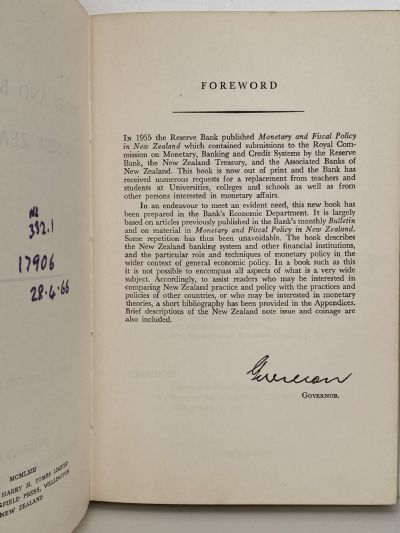 NZ
332.1
17906
28.4.66
MCMLXIII
HARRY H. TOMBS LIMITED
FIELD PRESS, WELLINGTON
NEW ZEALAND
FOREWORD
IN 1955 the Reserve Bank published Monetary and Fiscal Policy
in New Zealand which contained submissions to the Royal Com-
mission on Monetary, Banking and Credit Systems by the Reserve
Bank, the New Zealand Treasury, and the Associated Banks of
New Zealand. This book is now out of print and the Bank has
received numerous requests for a replacement from teachers and
students at Universities, colleges and schools as well as from
other persons interested in monetary affairs.
In an endeavour to meet an evident need, this new book has
been prepared in the Bank's Economic Department. It is largely
based on articles previously published in the Bank's monthly Bulletin
and on material in Monetary and Fiscal Policy in New Zealand.
Some repetition has thus been unavoidable. The book describes
the New Zealand banking system and other financial institutions,
and the particular role and techniques of monetary policy in the
wider context of general economic policy. In a book such as this
it is not possible to encompass all aspects of what is a very wide
subject. Accordingly, to assist readers who may be interested in
comparing New Zealand practice and policy with the practices and
policies of other countries, or who may be interested in monetary
theories, a short bibliography has been provided in the Appendices.
Brief descriptions of the New Zealand note issue and coinage are
also included.
GOVERNOR.